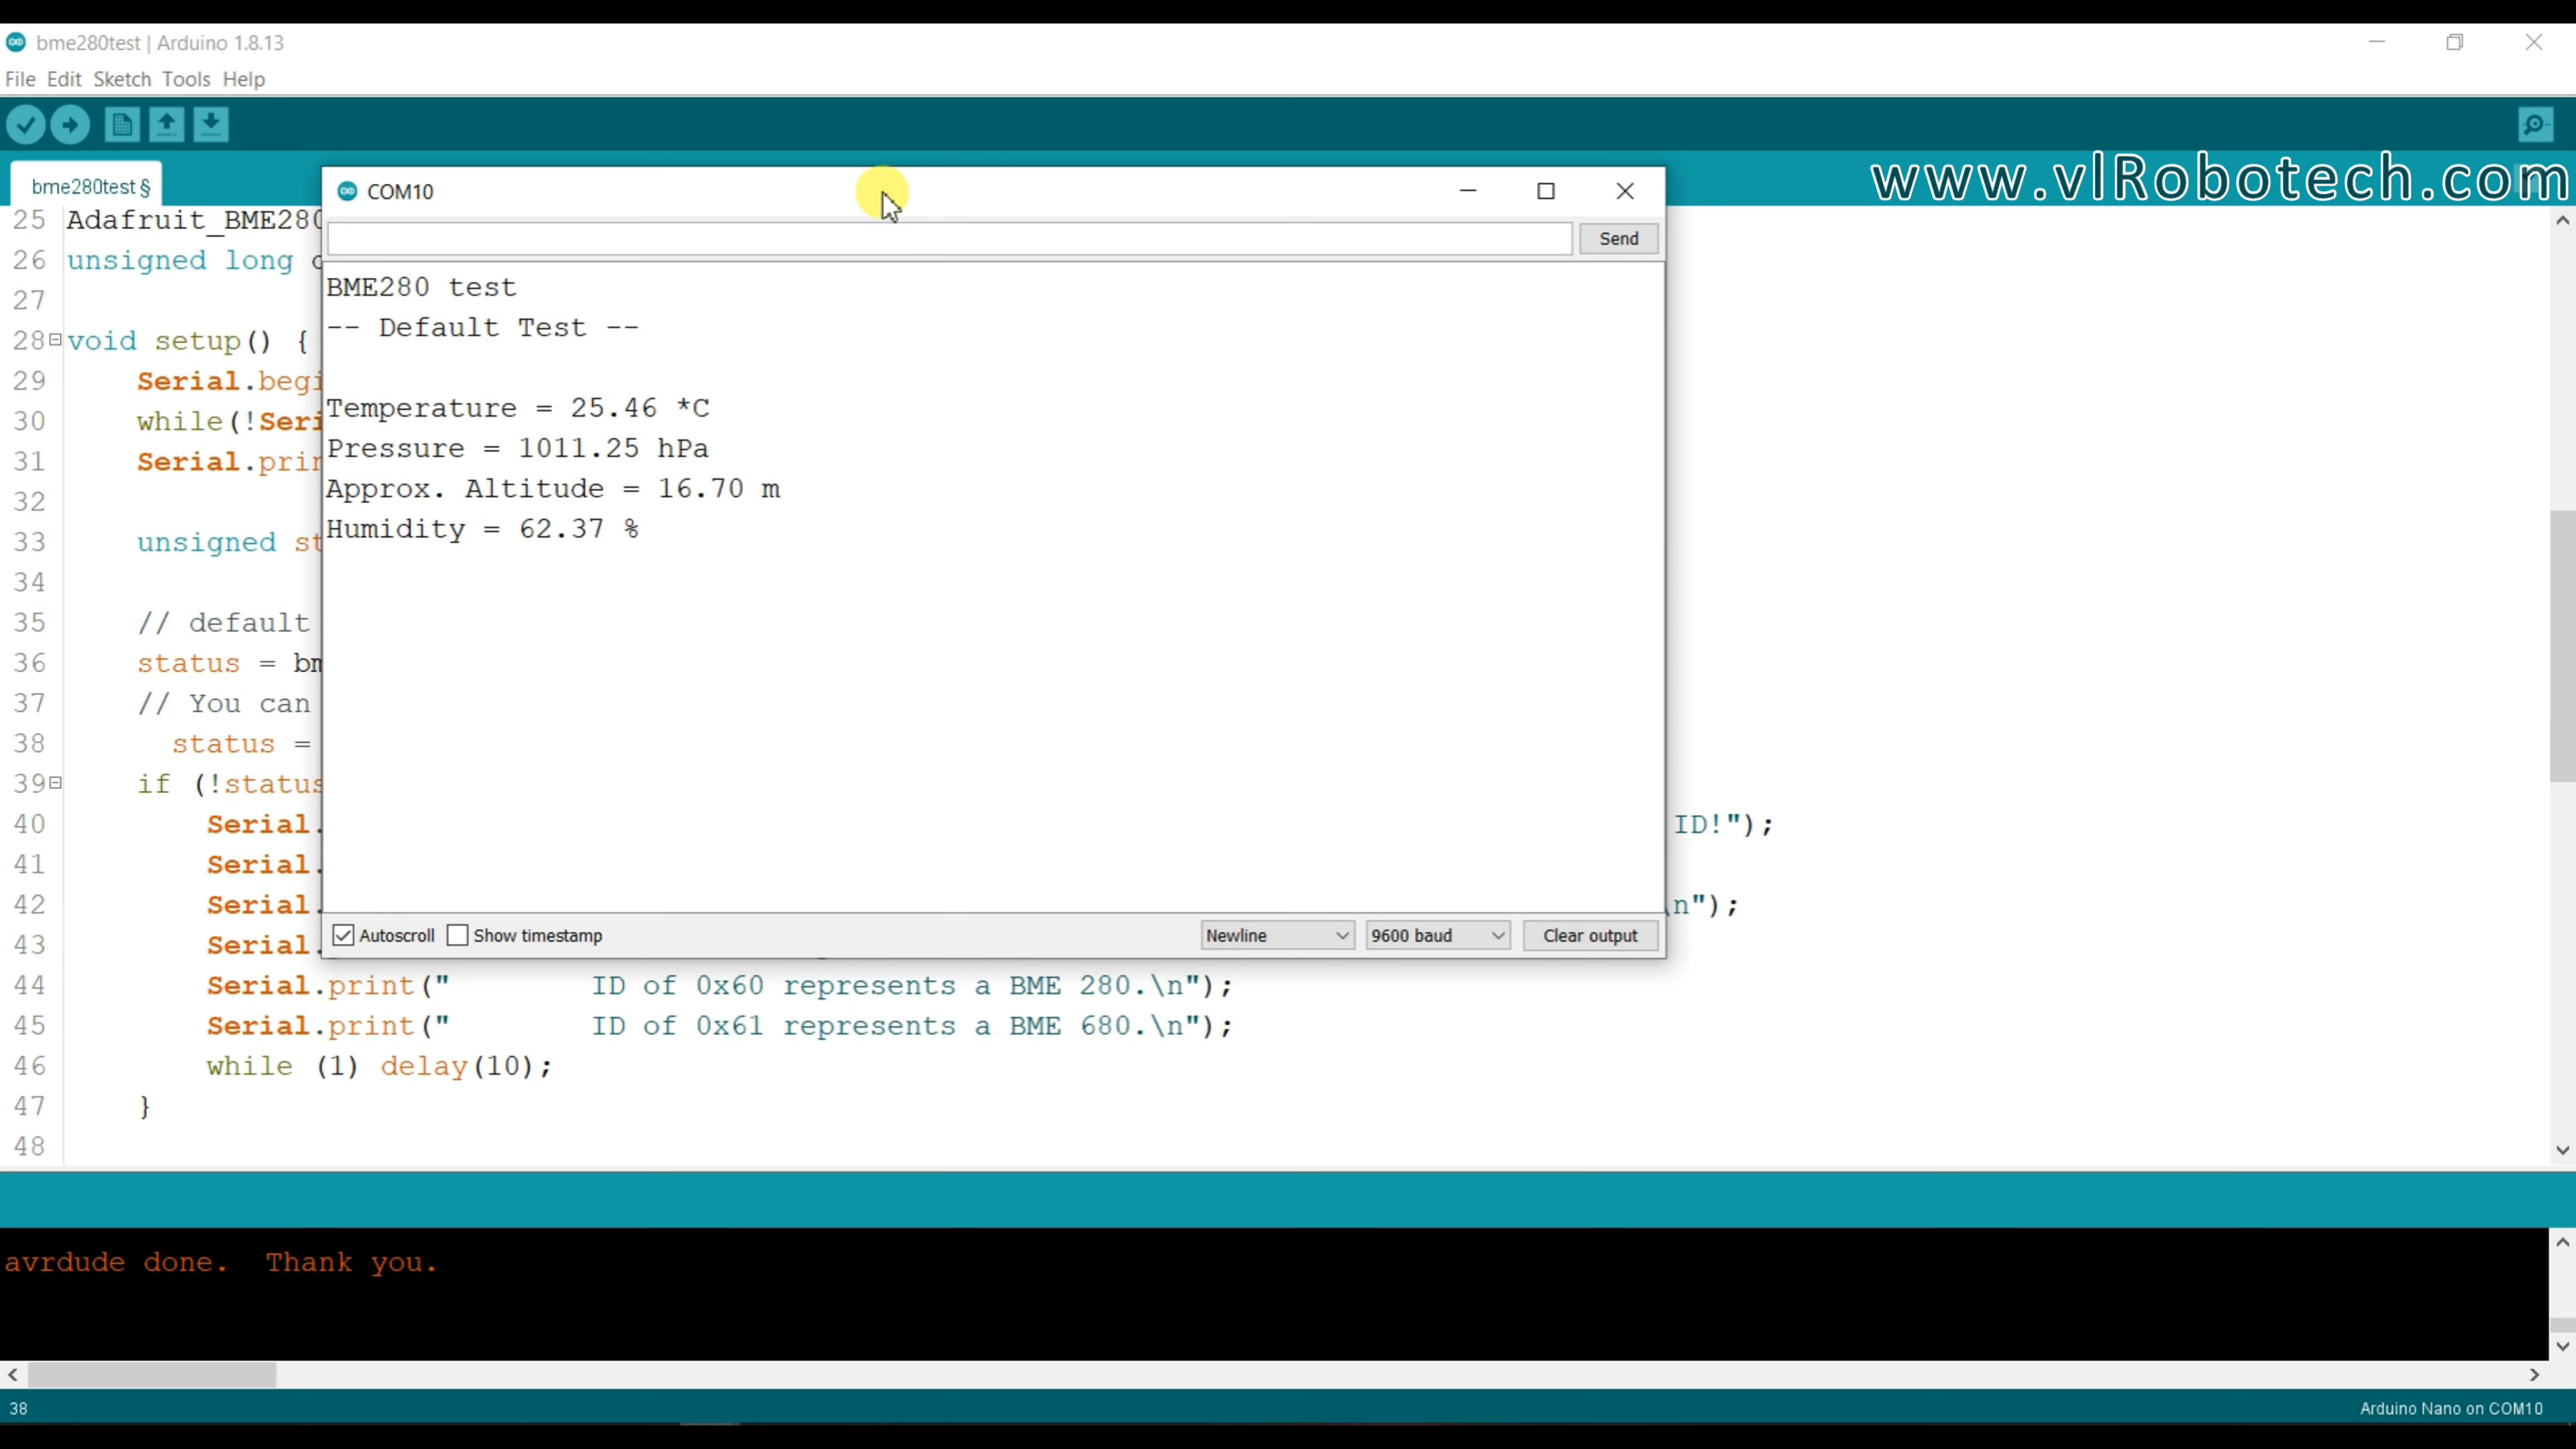 bme280test | Arduino 1.8.13
File Edit Sketch Tools Help
www.vlRobotech.com
bme280test §
COM10
Send
BME280 test
-- Default Test --
Temperature = 25.46 *C
Pressure = 1011.25 hPa
Approx. Altitude = 16.70 m
Humidity = 62.37 %
Autoscroll Show timestamp Newline 9600 baud Clear output
25 Adafruit_BME280
26 unsigned long
27
28 void setup() {
29 Serial.begi
30 while(!Seri
31 Serial.prin
32
33 unsigned st
34
35 // default
36 status = bm
37 // You can
38 status =
39 if (!status
40 Serial. ID!");
41 Serial.
42 Serial. \n");
43 Serial.
44 Serial.print("        ID of 0x60 represents a BME 280.\n");
45 Serial.print("        ID of 0x61 represents a BME 680.\n");
46 while (1) delay(10);
47 }
48
avrdude done.  Thank you.
38 Arduino Nano on COM10